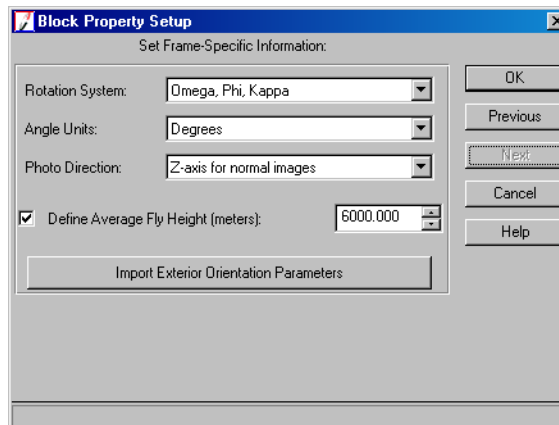 Block Property Setup
Set Frame-Specific Information:
Rotation System: Omega, Phi, Kappa
Angle Units: Degrees
Photo Direction: Z-axis for normal images
Define Average Fly Height (meters): 6000.000
Import Exterior Orientation Parameters
OK
Previous
Next
Cancel
Help